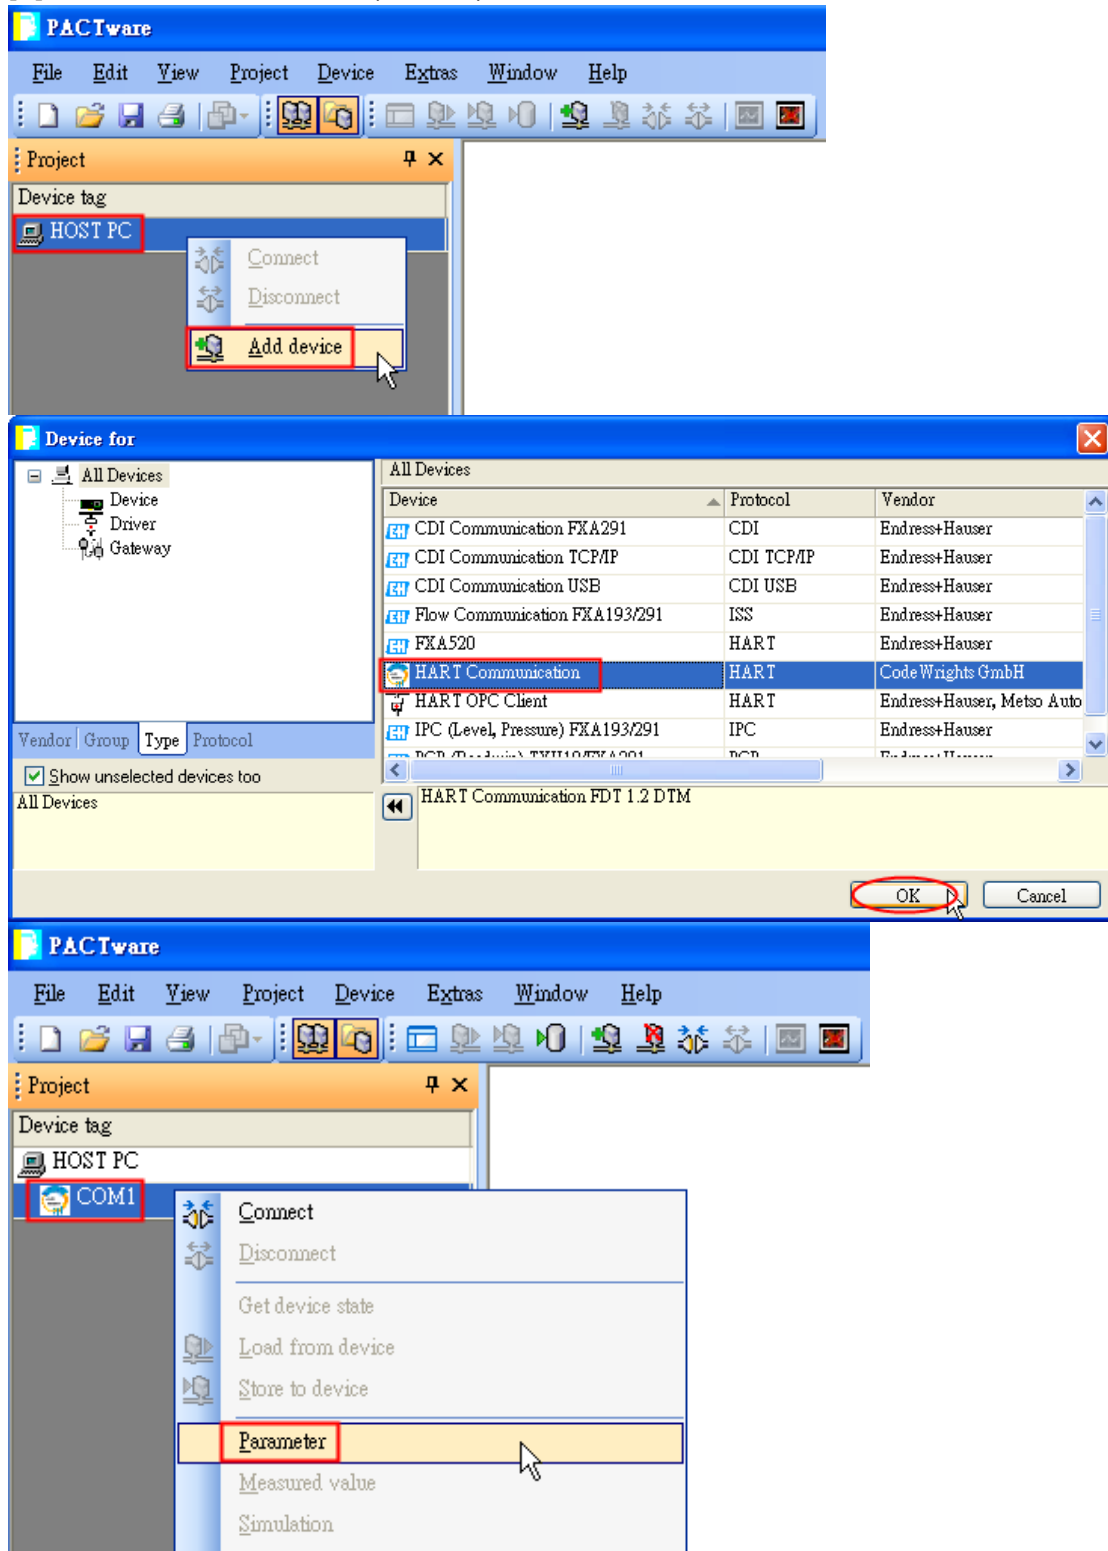 PACTware
File Edit View Project Device Extras Window Help
Project
Device tag
HOST PC
Connect
Disconnect
Add device
Device for
All Devices
Device
Driver
Gateway
Vendor Group Type Protocol
Show unselected devices too
All Devices
All Devices
Device Protocol Vendor
CDI Communication FXA291 CDI Endress+Hauser
CDI Communication TCP/IP CDI TCP/IP Endress+Hauser
CDI Communication USB CDI USB Endress+Hauser
Flow Communication FXA193/291 ISS Endress+Hauser
FXA520 HART Endress+Hauser
HART Communication HART CodeWrights GmbH
HART OPC Client HART Endress+Hauser, Metso Auto
IPC (Level, Pressure) FXA193/291 IPC Endress+Hauser
HART Communication FDT 1.2 DTM
OK Cancel
PACTware
File Edit View Project Device Extras Window Help
Project
Device tag
HOST PC
COM1
Connect
Disconnect
Get device state
Load from device
Store to device
Parameter
Measured value
Simulation